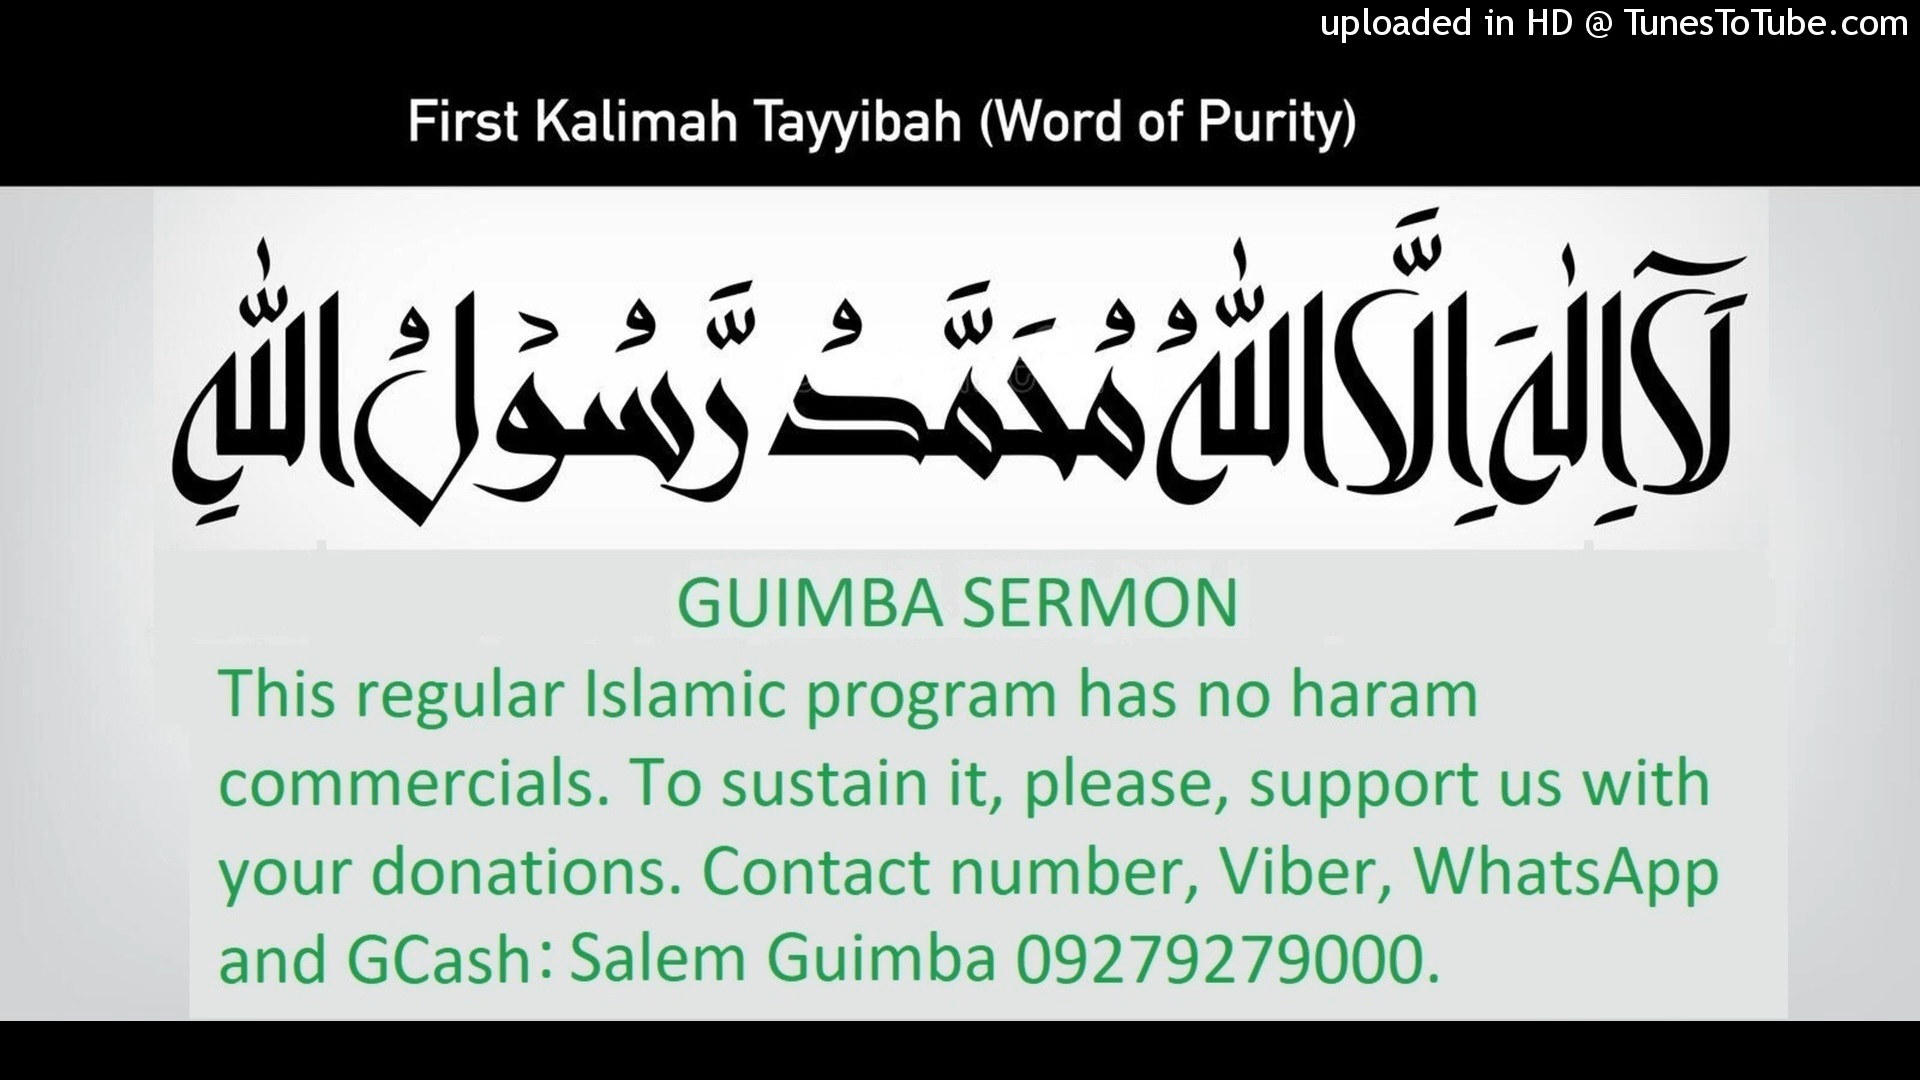 uploaded in HD @ TunesToTube.com
First Kalimah Tayyibah (Word of Purity)
لَآ اِلٰهَ اِلَّا اللّٰهُ مُحَمَّدُ رَّسُوْلُ اللّٰهِ
GUIMBA SERMON
This regular Islamic program has no haram
commercials. To sustain it, please, support us with
your donations. Contact number, Viber, WhatsApp
and GCash: Salem Guimba 09279279000.